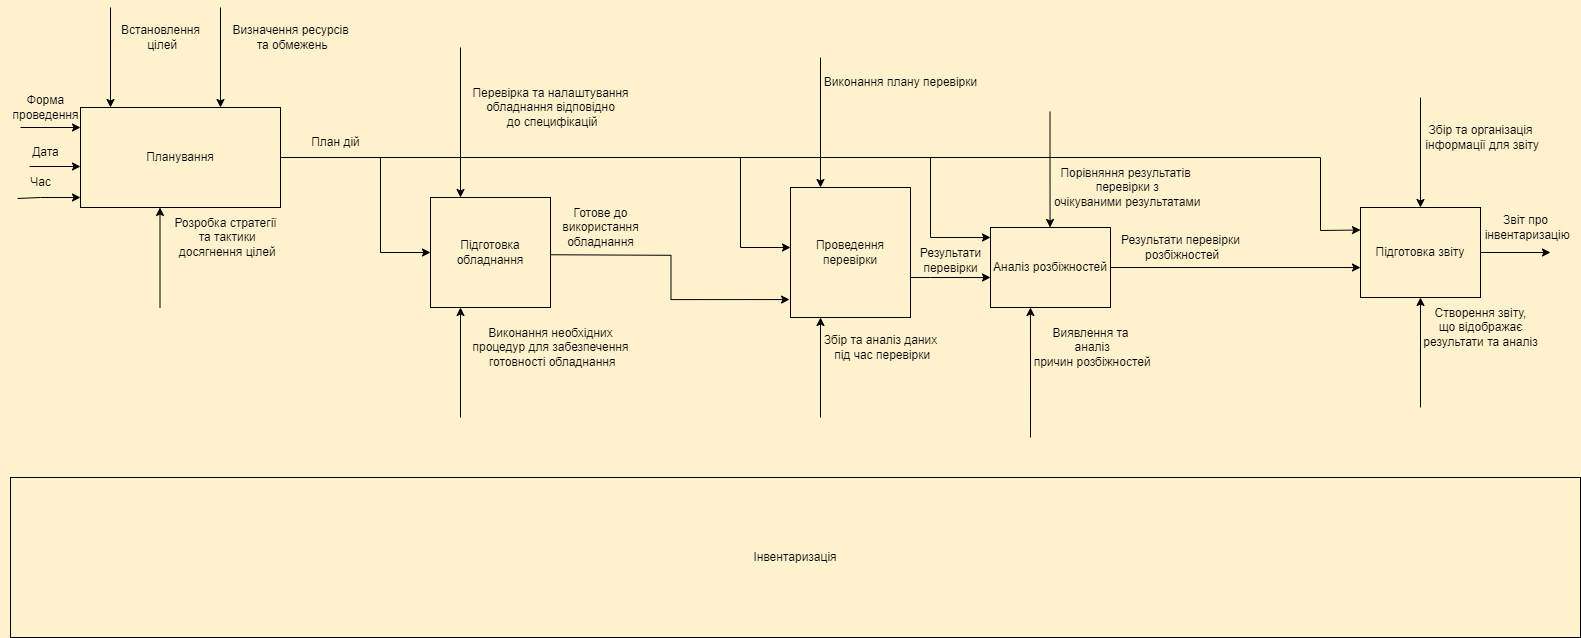 Встановлення
цілей
Визначення ресурсів
та обмежень
Форма
проведення
Дата
Час
Планування
Розробка стратегії
та тактики
досягнення цілей
План дій
Перевірка та налаштування
обладнання відповідно
до специфікацій
Підготовка
обладнання
Готове до
використання
обладнання
Виконання необхідних
процедур для забезпечення
готовності обладнання
Виконання плану перевірки
Проведення
перевірки
Збір та аналіз даних
під час перевірки
Результати
перевірки
Порівняння результатів
перевірки з
очікуваними результатами
Аналіз розбіжностей
Виявлення та
аналіз
причин розбіжностей
Результати перевірки
розбіжностей
Збір та організація
інформації для звіту
Підготовка звіту
Звіт про
інвентаризацію
Створення звіту,
що відображає
результати та аналіз
Інвентаризація